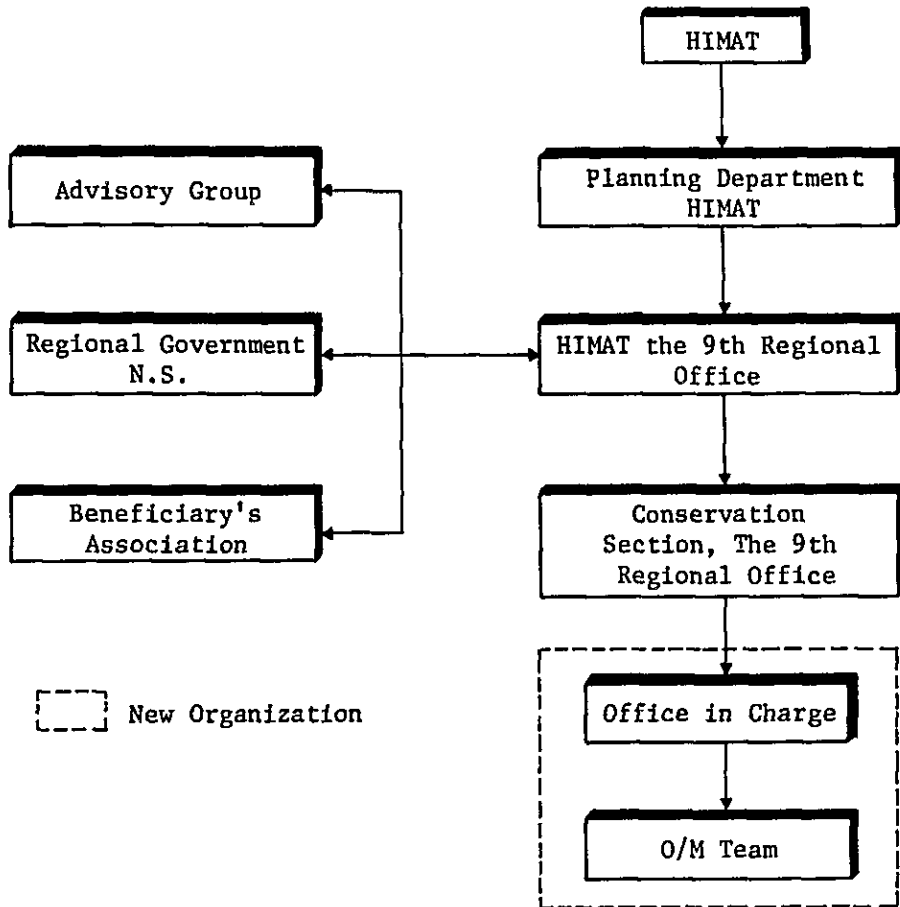 HIMAT
Advisory Group
Planning Department
HIMAT
Regional Government
N.S.
HIMAT the 9th Regional
Office
Beneficiary's
Association
Conservation
Section, The 9th
Regional Office
New Organization
Office in Charge
O/M Team